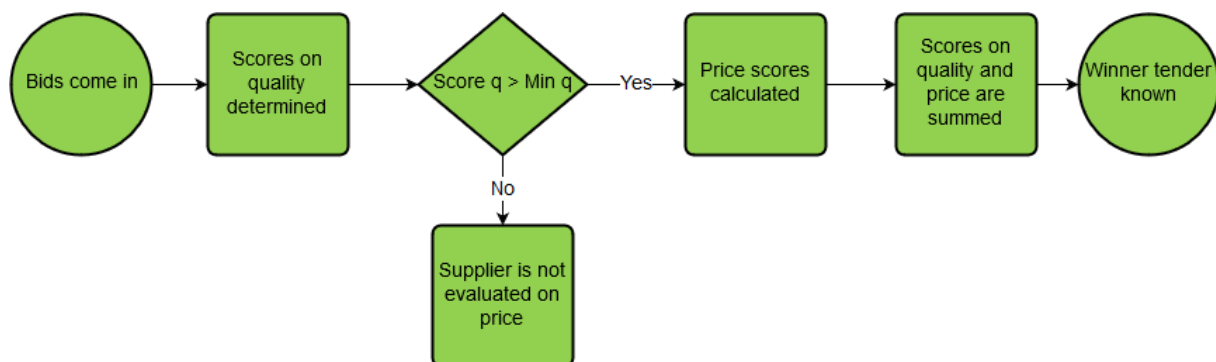 Bids come in
Scores on
quality
determined
Score q > Min q
Yes
Price scores
calculated
Scores on
quality and
price are
summed
Winner tender
known
No
Supplier is not
evaluated on
price